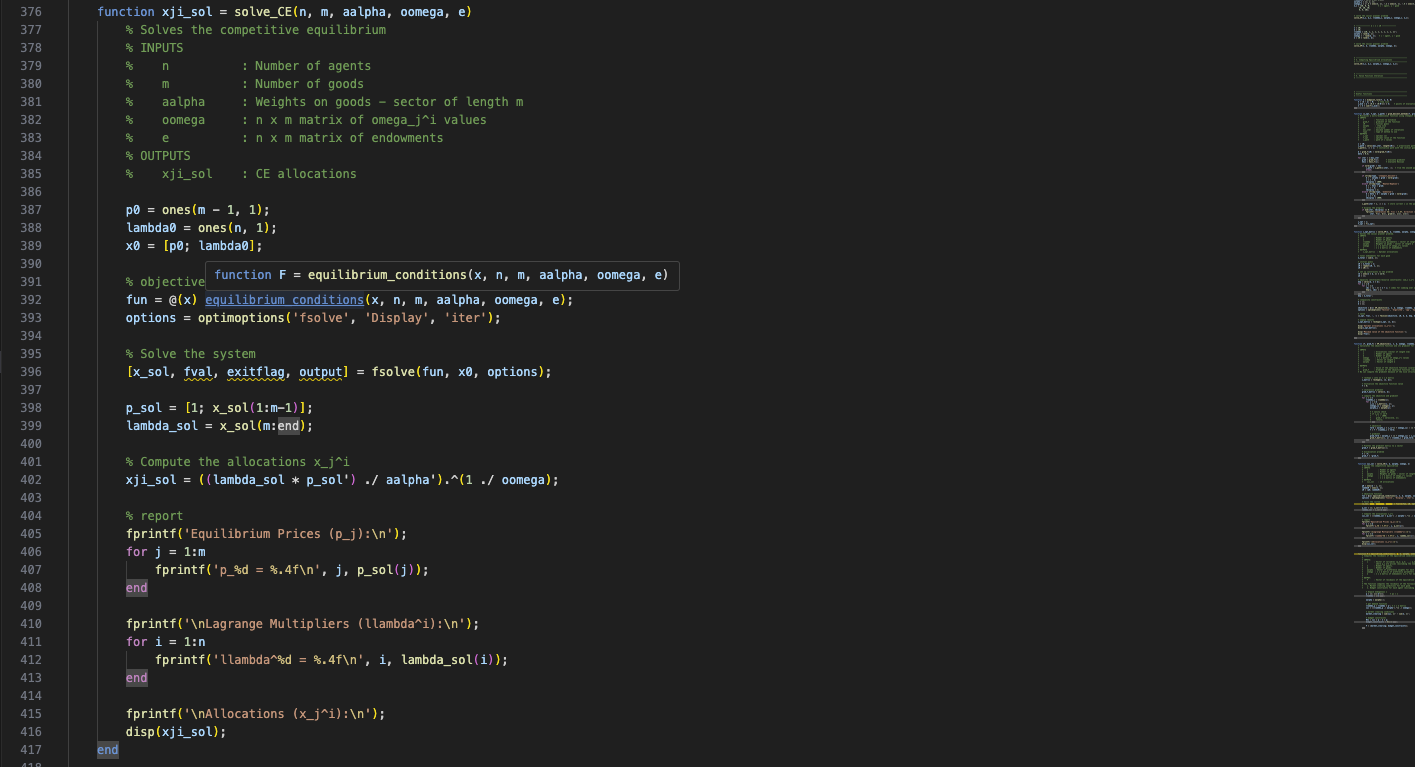 376 function xji_sol = solve_CE(n, m, aalpha, oomega, e)
377 % Solves the competitive equilibrium
378 % INPUTS
379 %    n          : Number of agents
380 %    m          : Number of goods
381 %    aalpha     : Weights on goods - sector of length m
382 %    oomega     : n x m matrix of omega_j^i values
383 %    e          : n x m matrix of endowments
384 % OUTPUTS
385 %    xji_sol    : CE allocations
386
387 p0 = ones(m - 1, 1);
388 lambda0 = ones(n, 1);
389 x0 = [p0; lambda0];
390
function F = equilibrium_conditions(x, n, m, aalpha, oomega, e)
391 % objective
392 fun = @(x) equilibrium_conditions(x, n, m, aalpha, oomega, e);
393 options = optimoptions('fsolve', 'Display', 'iter');
394
395 % Solve the system
396 [x_sol, fval, exitflag, output] = fsolve(fun, x0, options);
397
398 p_sol = [1; x_sol(1:m-1)];
399 lambda_sol = x_sol(m:end);
400
401 % Compute the allocations x_j^i
402 xji_sol = ((lambda_sol * p_sol') ./ aalpha').^(1 ./ oomega);
403
404 % report
405 fprintf('Equilibrium Prices (p_j):\n');
406 for j = 1:m
407     fprintf('p_%d = %.4f\n', j, p_sol(j));
408 end
409
410 fprintf('\nLagrange Multipliers (llambda^i):\n');
411 for i = 1:n
412     fprintf('llambda^%d = %.4f\n', i, lambda_sol(i));
413 end
414
415 fprintf('\nAllocations (x_j^i):\n');
416 disp(xji_sol);
417 end
418